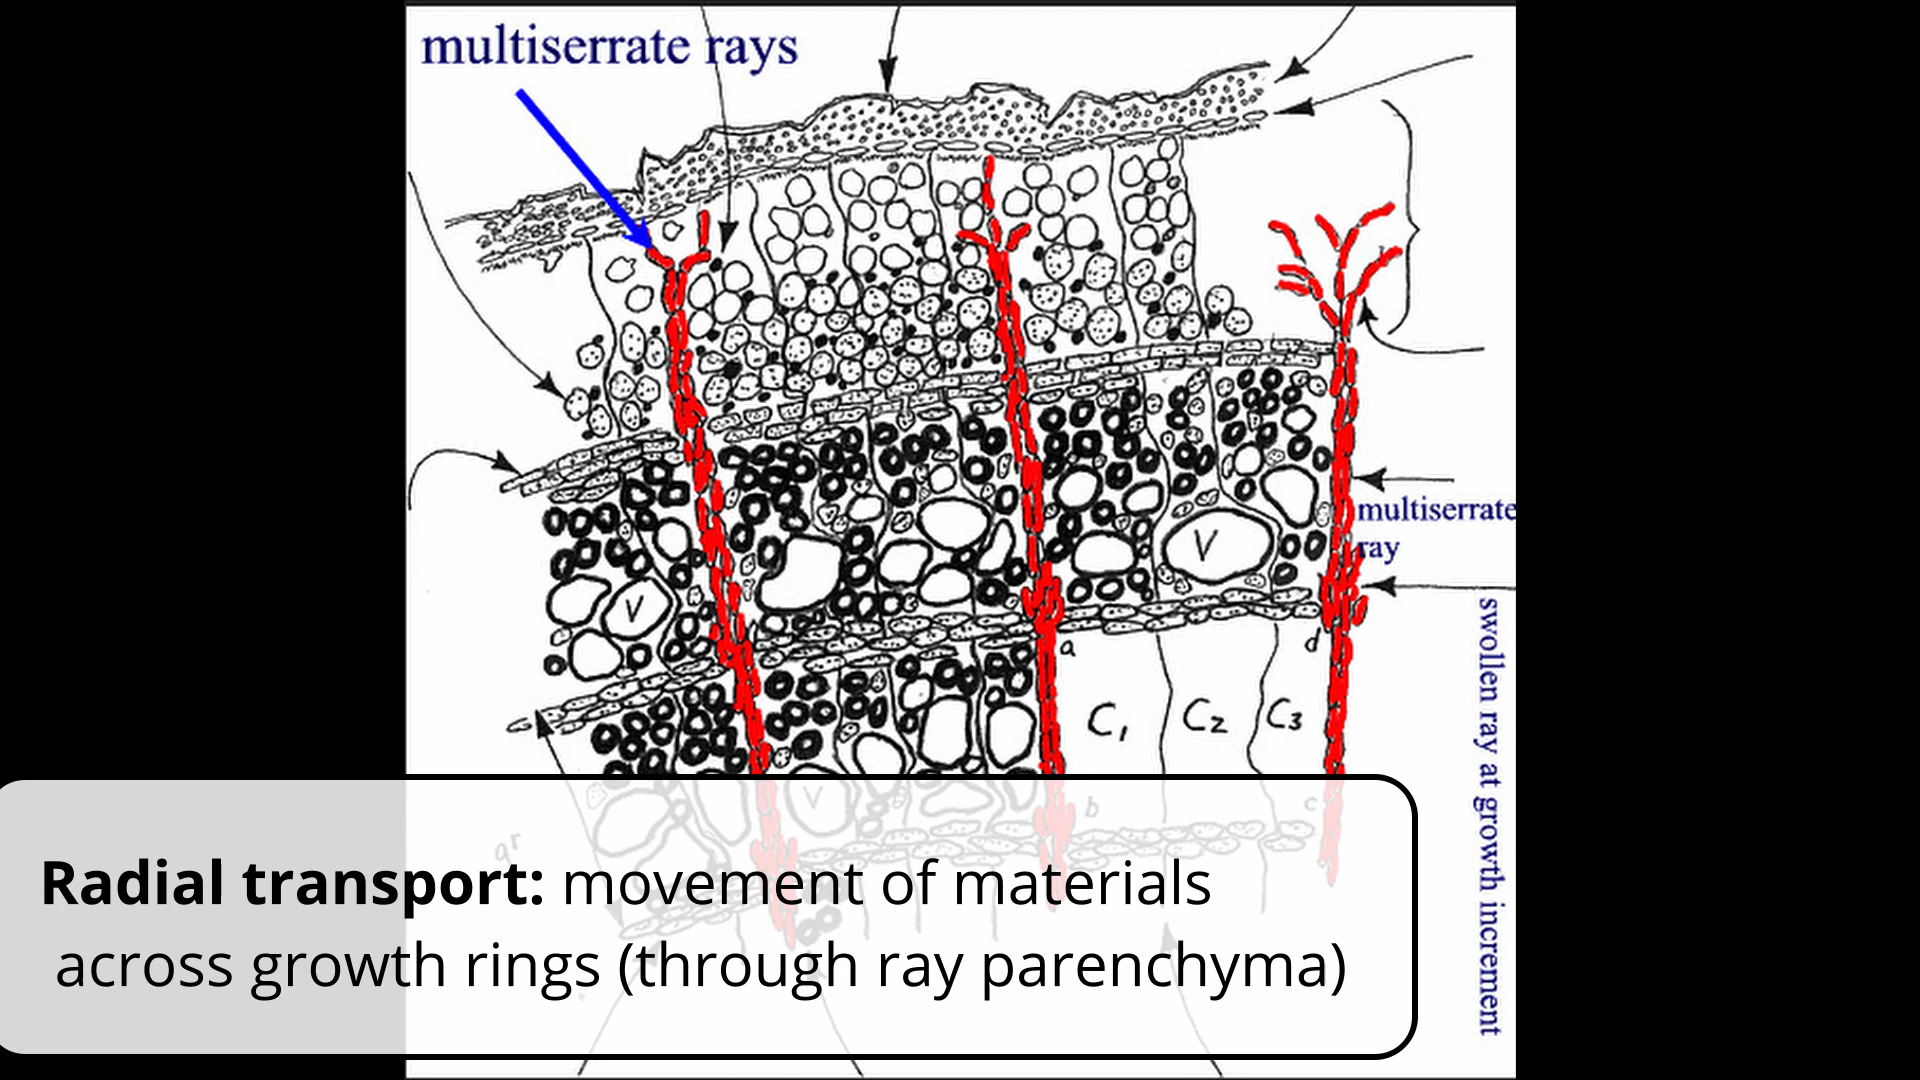 multiserrate rays
V
multiserrate
ray
V
a
d
C₁
C₂
C₃
swollen ray at growth increment
V
b
c
gr
Radial transport: movement of materials
across growth rings (through ray parenchyma)